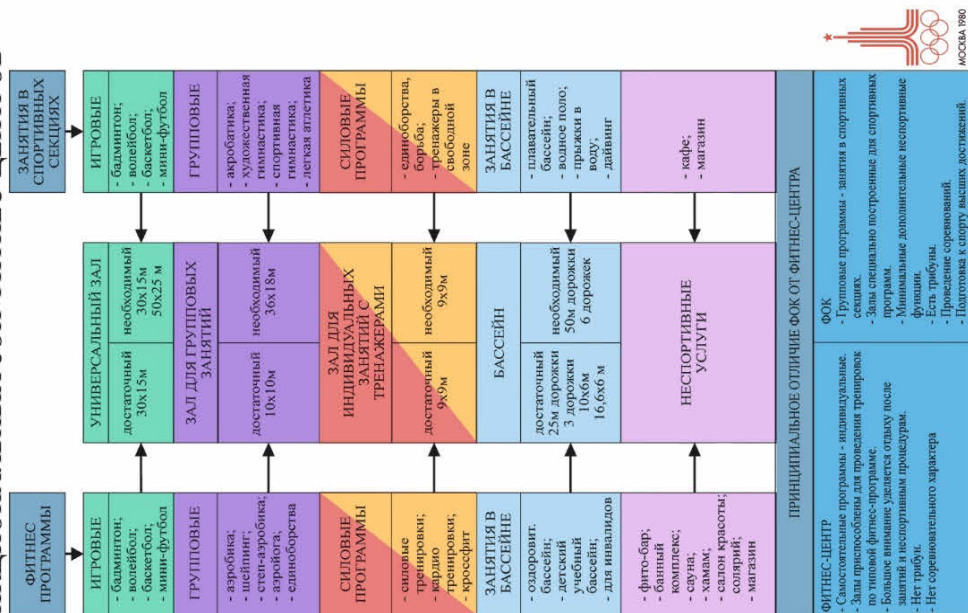 ФИТНЕС
ПРОГРАММЫ
ИГРОВЫЕ
- бадминтон;
- волейбол;
- баскетбол;
- мини-футбол
ГРУППОВЫЕ
- аэробика;
- шейпинг;
- степ-аэробика;
- аэройога;
- единоборства
СИЛОВЫЕ
ПРОГРАММЫ
- силовые
тренировки;
- кардио
тренировки;
- кроссфит
ЗАНЯТИЯ В
БАССЕЙНЕ
- оздоровит.
бассейн;
- детский
учебный
бассейн;
- для инвалидов
- фито-бар;
- банный
комплекс;
- сауна;
- хамам;
- салон красоты;
- солярий;
- магазин
УНИВЕРСАЛЬНЫЙ ЗАЛ
достаточный
30х15м
необходимый
30х15м
50х25 м
ЗАЛ ДЛЯ ГРУППОВЫХ
ЗАНЯТИЙ
достаточный
10х10м
необходимый
36х18м
ЗАЛ ДЛЯ
ИНДИВИДУАЛЬНЫХ
ЗАНЯТИЙ С
ТРЕНАЖЕРАМИ
достаточный
9х9м
необходимый
9х9м
БАССЕЙН
достаточный
25м дорожки
3 дорожки
10х6м
16,6х6 м
необходимый
50м дорожки
6 дорожек
НЕСПОРТИВНЫЕ
УСЛУГИ
ЗАНЯТИЯ В
СПОРТИВНЫХ
СЕКЦИЯХ
ИГРОВЫЕ
- бадминтон;
- волейбол;
- баскетбол;
- мини-футбол
ГРУППОВЫЕ
- акробатика;
- художественная
гимнастика;
- спортивная
гимнастика;
- легкая атлетика
СИЛОВЫЕ
ПРОГРАММЫ
- единоборства,
борьба;
- тренажеры в
свободной
зоне
ЗАНЯТИЯ В
БАССЕЙНЕ
- плавательный
бассейн;
- водное поло;
- прыжки в
воду;
- дайвинг
- кафе;
- магазин
ПРИНЦИПИАЛЬНОЕ ОТЛИЧИЕ ФОК ОТ ФИТНЕС-ЦЕНТРА
ФИТНЕС-ЦЕНТР
- Самостоятельные программы - индивидуальные.
- Залы приспособлены для проведения тренировок
по типовой фитнес-программе.
- Большое внимание уделяется отдыху после
занятий и неспортивным процедурам.
- Нет трибун.
- Нет соревновательного характера
ФОК
- Групповые программы - занятия в спортивных
секциях.
- Залы специально построенные для спортивных
программ.
- Минимальные дополнительные неспортивные
функции.
- Есть трибуны.
- Проведение соревнований.
- Подготовка к спорту высших достижений.
МОСКВА 1980